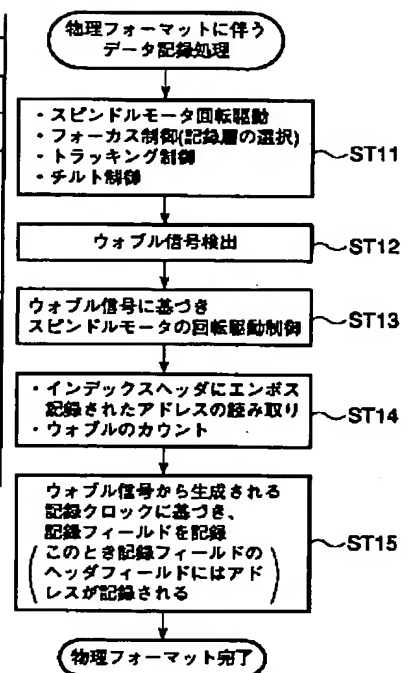 物理フォーマットに伴う
データ記録処理
・スピンドルモータ回転駆動
・フォーカス制御(記録層の選択)
・トラッキング制御
・チルト制御
ST11
ウォブル信号検出
ST12
ウォブル信号に基づき
スピンドルモータの回転駆動制御
ST13
・インデックスヘッダにエンボス
記録されたアドレスの読み取り
・ウォブルのカウント
ST14
ウォブル信号から生成される
記録クロックに基づき、
記録フィールドを記録
(このとき記録フィールドの
ヘッダフィールドにはアド
レスが記録される)
ST15
物理フォーマット完了